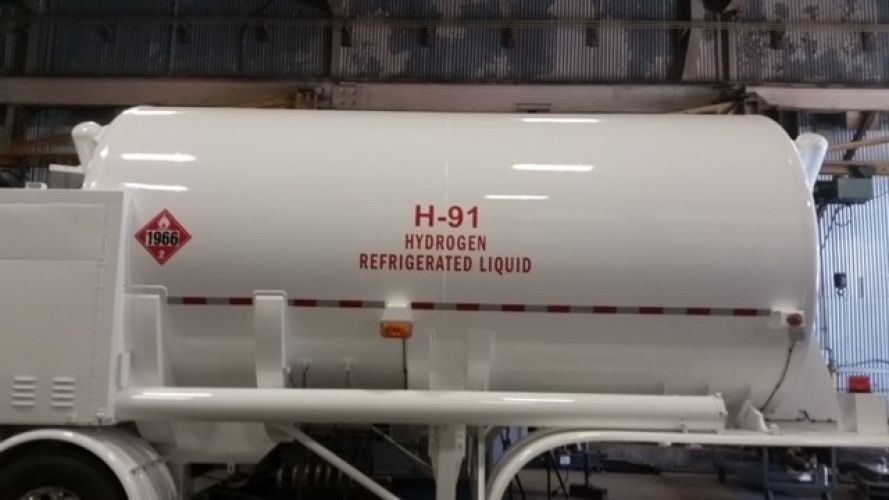 H-91
HYDROGEN
REFRIGERATED LIQUID
1966
2